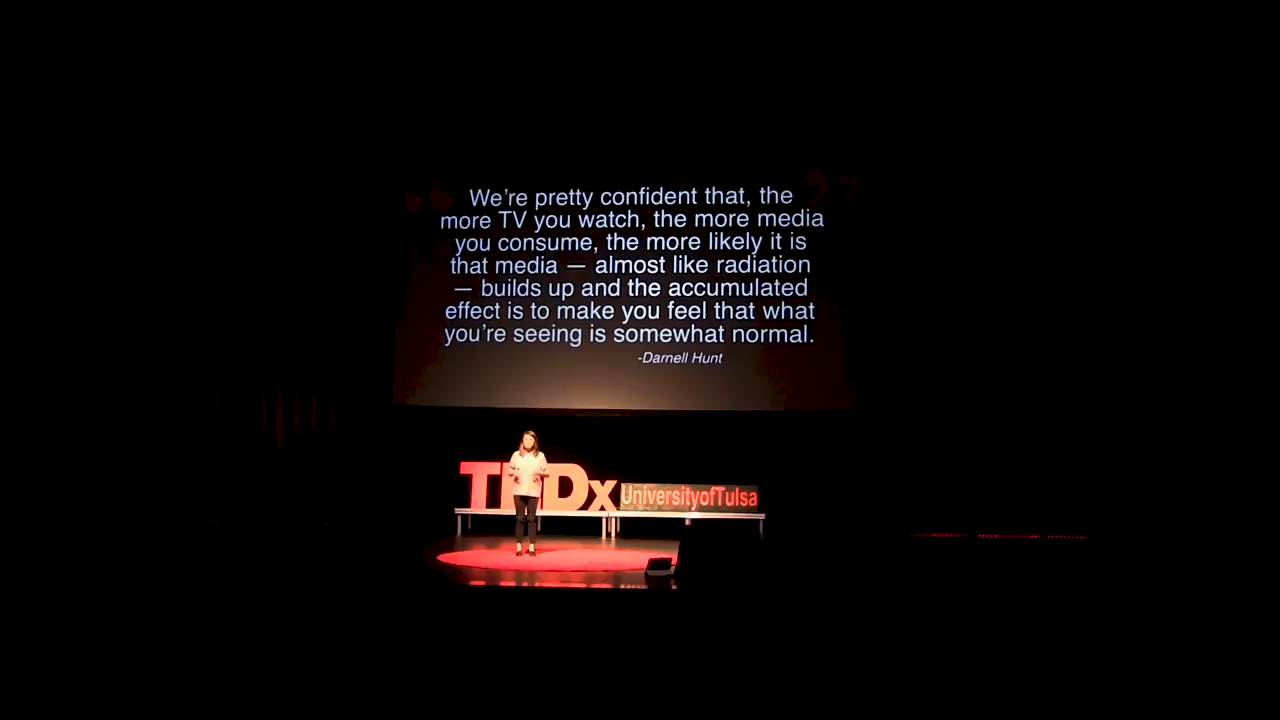 “ We’re pretty confident that, the ”
more TV you watch, the more media
you consume, the more likely it is
that media — almost like radiation
— builds up and the accumulated
effect is to make you feel that what
you’re seeing is somewhat normal.
-Darnell Hunt
TEDx UniversityofTulsa